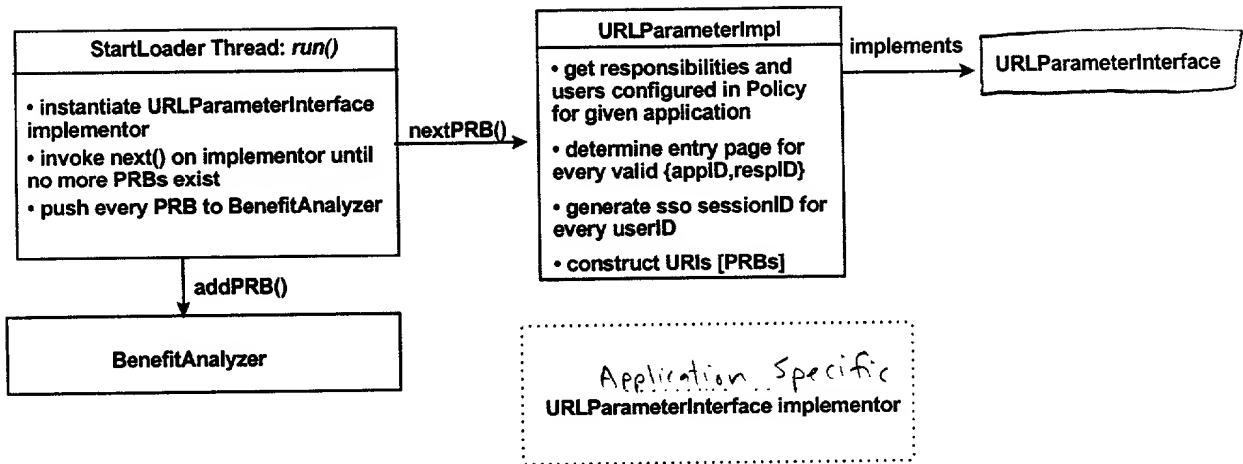 StartLoader Thread: run()
• instantiate URLParameterInterface
implementor
• invoke next() on implementor until
no more PRBs exist
• push every PRB to BenefitAnalyzer
nextPRB()
URLParameterImpl
• get responsibilities and
users configured in Policy
for given application
• determine entry page for
every valid {appID,respID}
• generate sso sessionID for
every userID
• construct URIs [PRBs]
implements
URLParameterInterface
addPRB()
BenefitAnalyzer
Application Specific
URLParameterInterface implementor